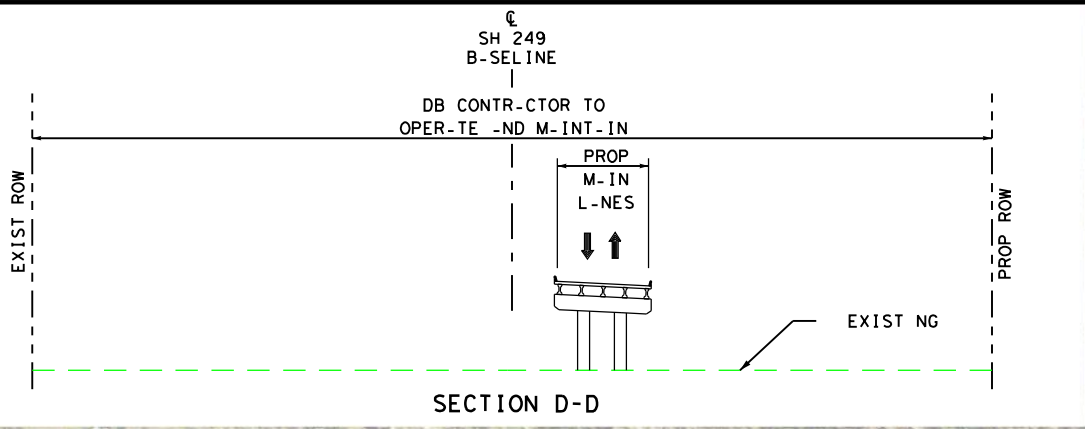 ℄
SH 249
B-SELINE
DB CONTR-CTOR TO
OPER-TE -ND M-INT-IN
PROP
M-IN
L-NES
EXIST ROW
PROP ROW
EXIST NG
SECTION D-D